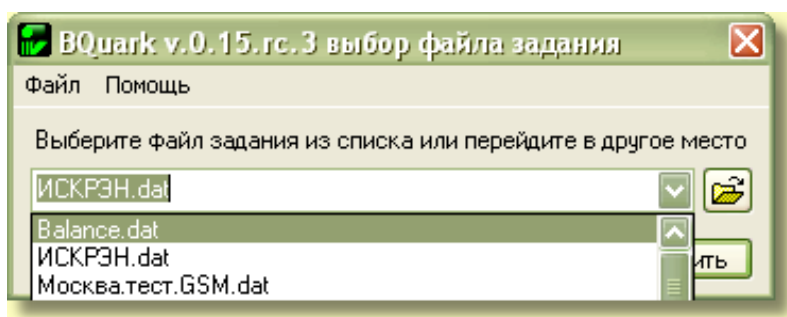 BQuark v.0.15.rc.3 выбор файла задания
Файл Помощь
Выберите файл задания из списка или перейдите в другое место
ИСКРЭН.dat
Balance.dat
ИСКРЭН.dat
Москва.тест.GSM.dat